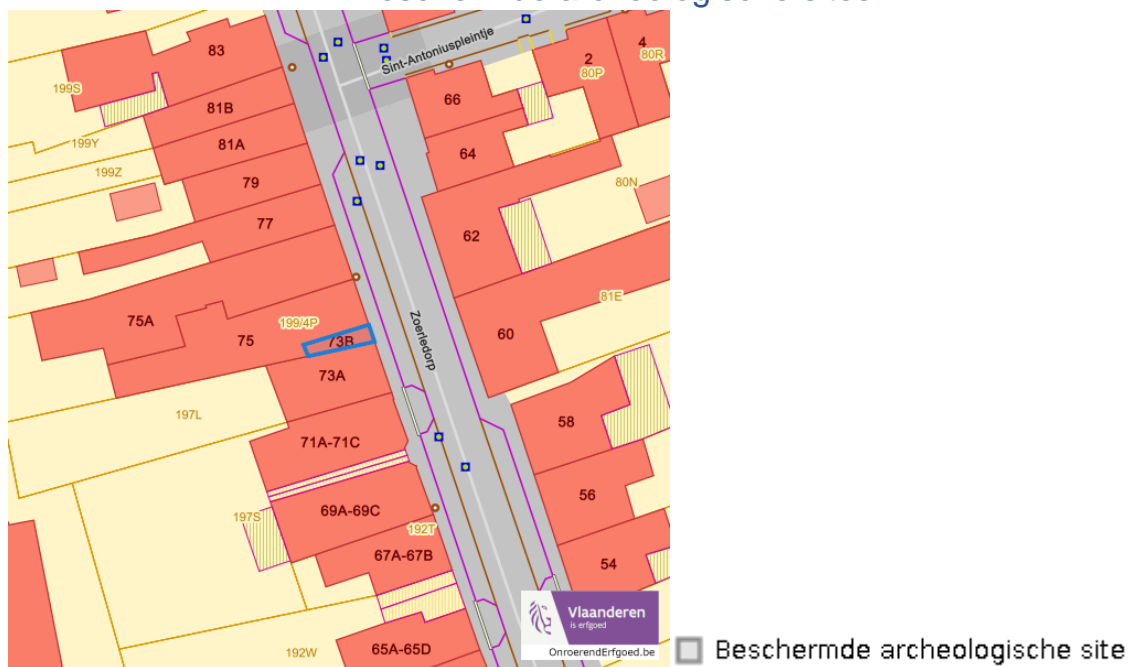 83
Sint-Antoniuspleintje
2
4
80R
80P
199S
81B
66
199Y
81A
64
199Z
79
80N
77
62
81E
75A
199/4P
Zoerledorp
60
75
73B
73A
197L
58
71A-71C
56
69A-69C
197S
192T
67A-67B
54
Vlaanderen
is erfgoed
OnroerendErfgoed.be
65A-65D
192W
Beschermde archeologische site